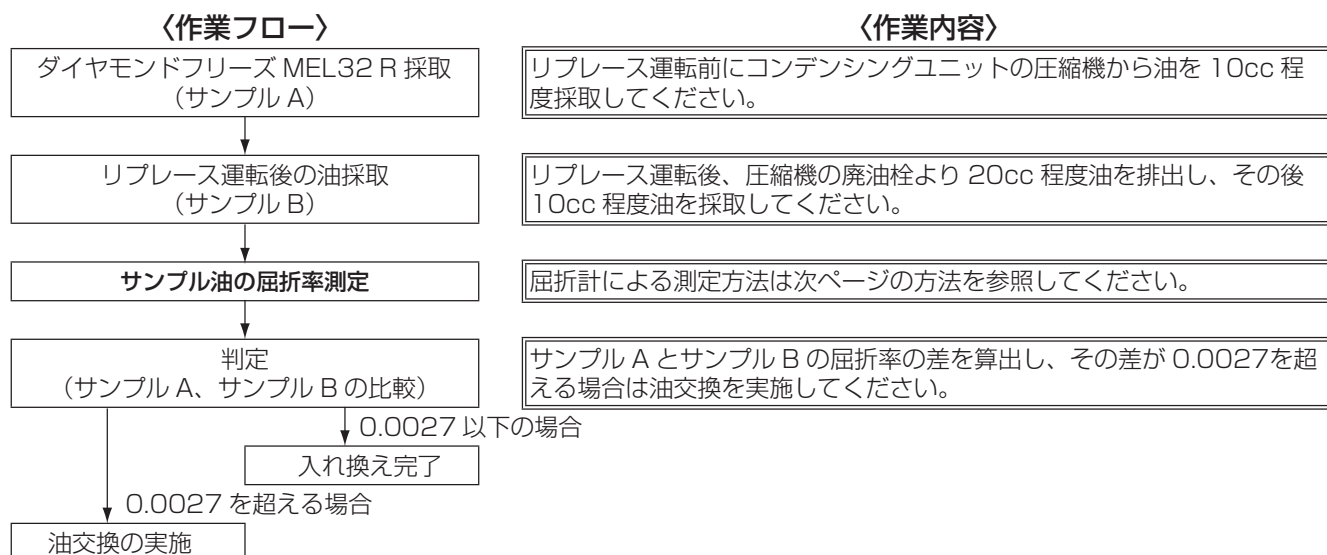 〈作業フロー〉
〈作業内容〉
ダイヤモンドフリーズ MEL32 R 採取
（サンプル A）
リプレース運転前にコンデンシングユニットの圧縮機から油を 10cc 程
度採取してください。
リプレース運転後の油採取
（サンプル B）
リプレース運転後、圧縮機の廃油栓より 20cc 程度油を排出し、その後
10cc 程度油を採取してください。
サンプル油の屈折率測定
屈折計による測定方法は次ページの方法を参照してください。
判定
（サンプル A、サンプル B の比較）
サンプル A とサンプル B の屈折率の差を算出し、その差が 0.0027を超
える場合は油交換を実施してください。
0.0027 以下の場合
入れ換え完了
0.0027 を超える場合
油交換の実施